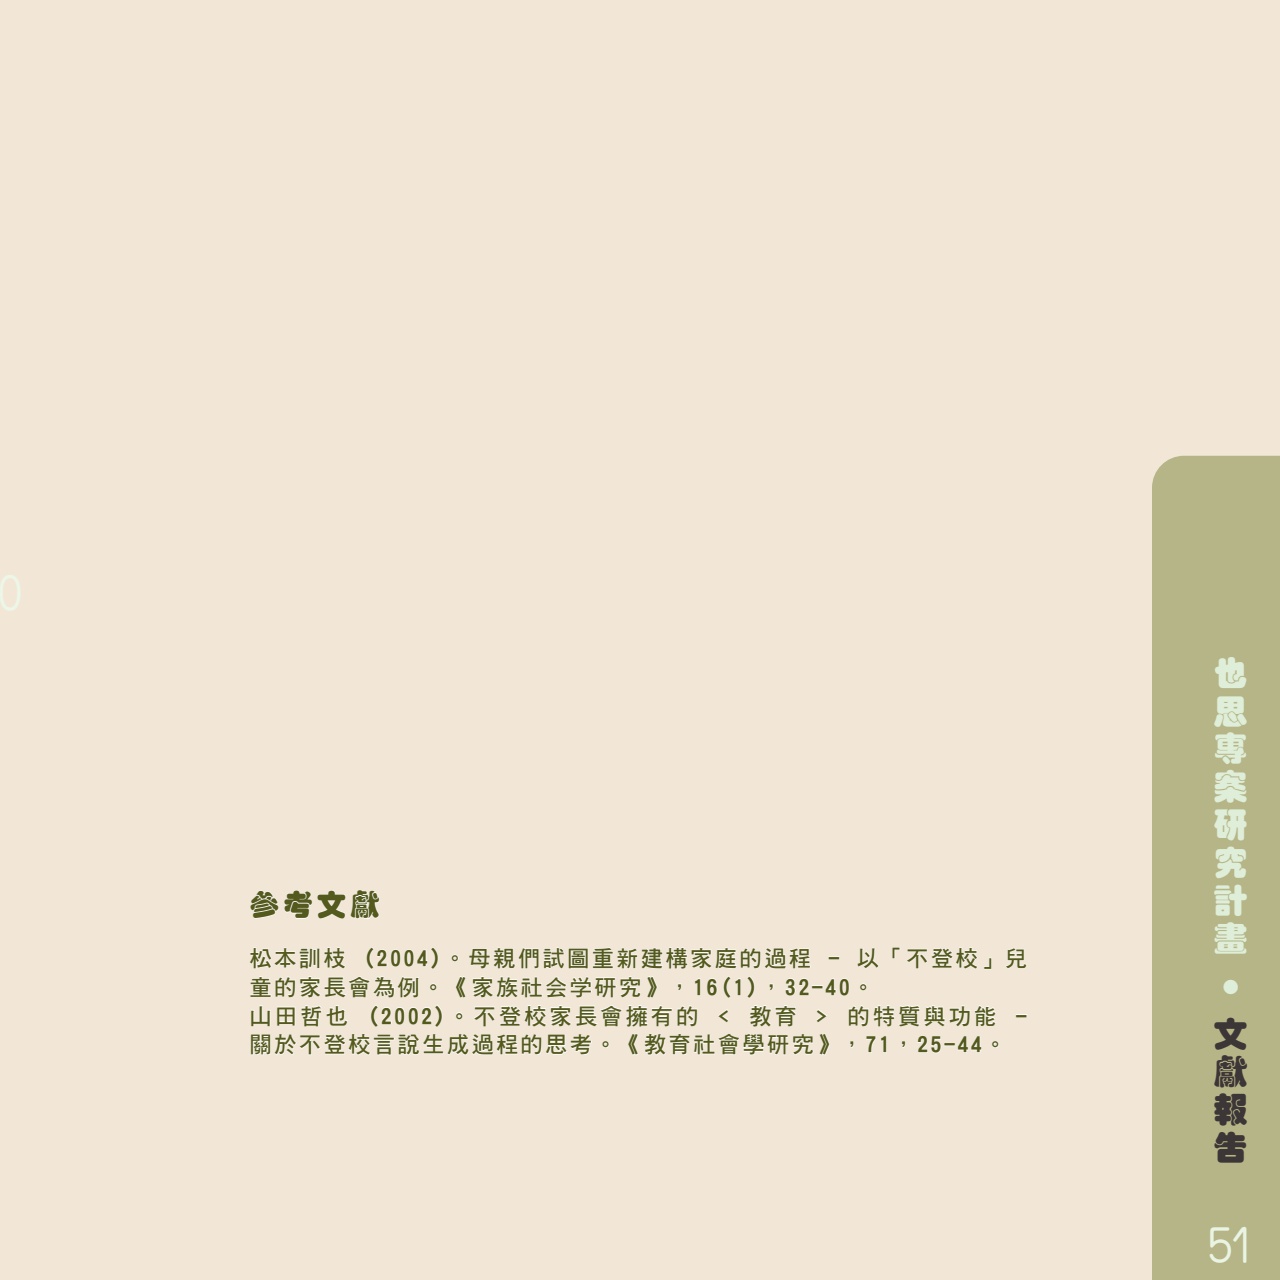 0
參考文獻
松本訓枝 (2004)。母親們試圖重新建構家庭的過程 - 以「不登校」兒
童的家長會為例。《家族社会学研究》,16(1),32-40。
山田哲也 (2002)。不登校家長會擁有的 < 教育 > 的特質與功能 -
關於不登校言說生成過程的思考。《教育社會學研究》,71,25-44。
也思專案研究計畫•文獻報告
51